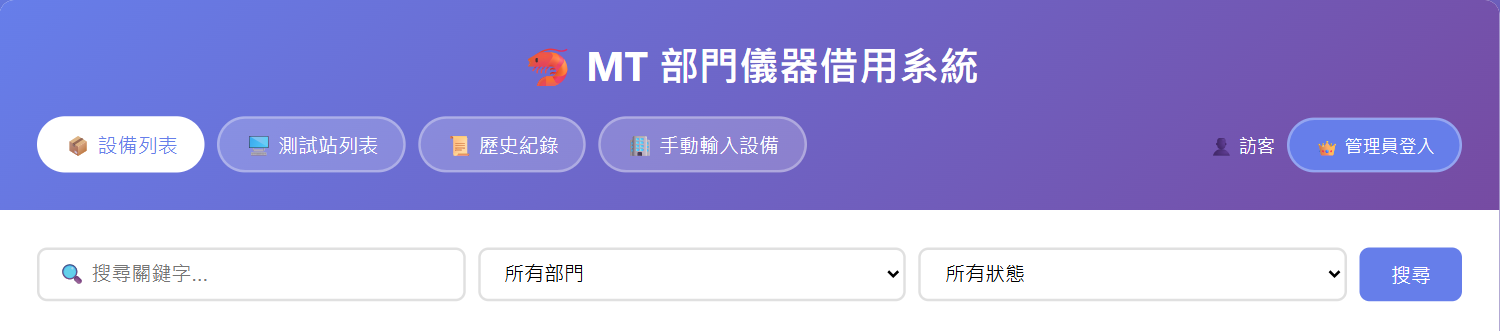 🦐 MT 部門儀器借用系統
📦 設備列表 🖥️ 測試站列表 📜 歷史紀錄 🏢 手動輸入設備 👤 訪客 👑 管理員登入
🔍 搜尋關鍵字... 所有部門 所有狀態 搜尋